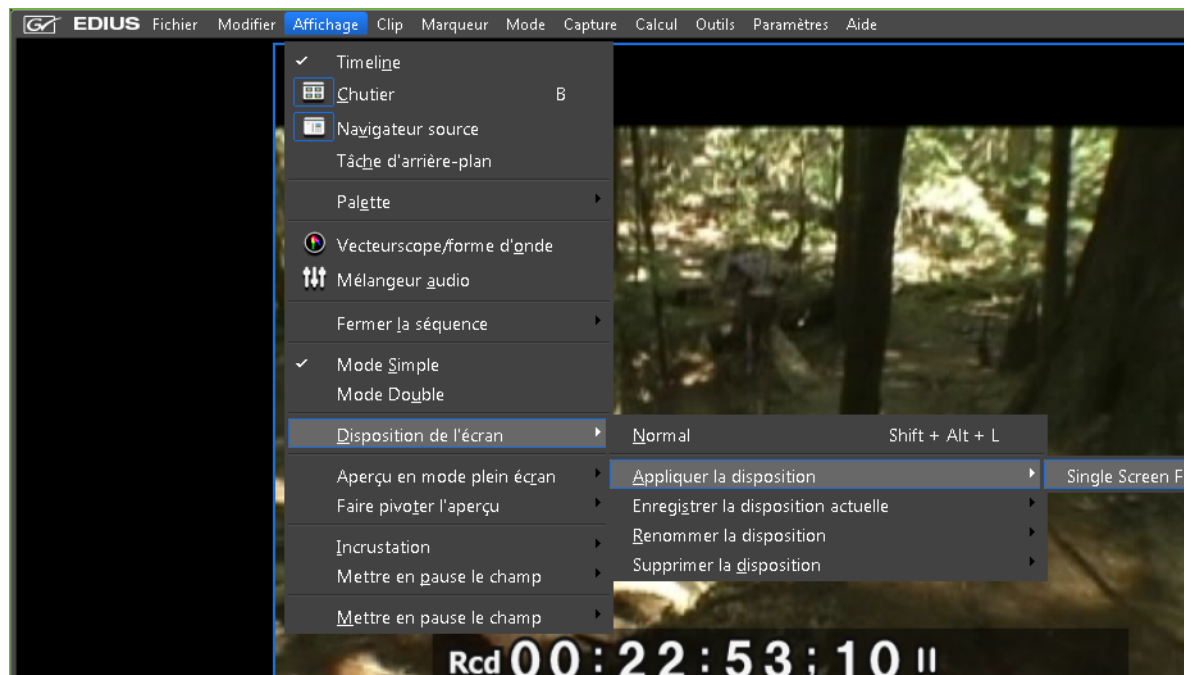 GV EDIUS Fichier Modifier Affichage Clip Marqueur Mode Capture Calcul Outils Paramètres Aide
Timeline
Chutier B
Navigateur source
Tâche d'arrière-plan
Palette
Vecteurscope/forme d'onde
Mélangeur audio
Fermer la séquence
Mode Simple
Mode Double
Disposition de l'écran
Normal Shift + Alt + L
Aperçu en mode plein écran
Appliquer la disposition
Single Screen F
Faire pivoter l'aperçu
Enregistrer la disposition actuelle
Renommer la disposition
Incrustation
Supprimer la disposition
Mettre en pause le champ
Mettre en pause le champ
Rcd 00:22:53;10